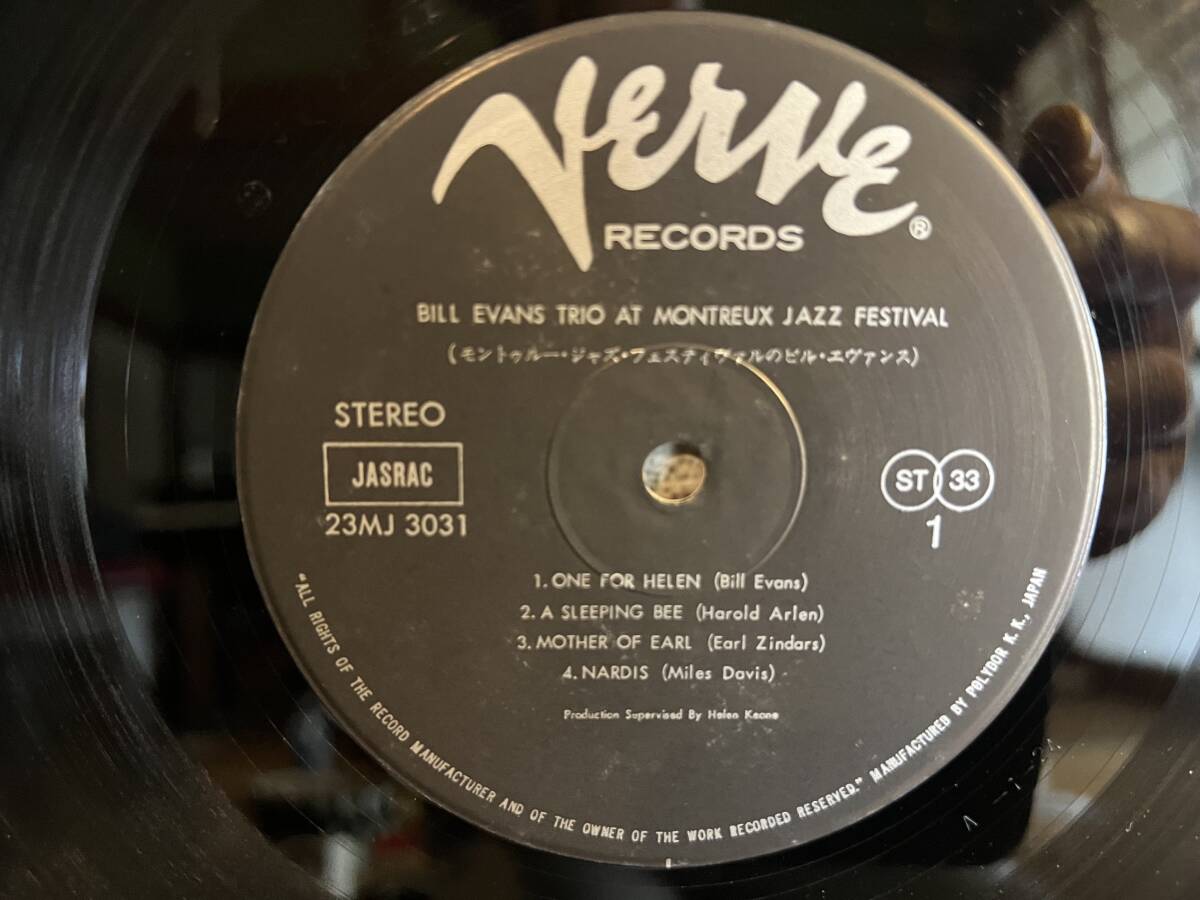 Verve®
RECORDS
BILL EVANS TRIO AT MONTREUX JAZZ FESTIVAL
(モントゥルー・ジャズ・フェスティヴァルのビル・エヴァンス)
STEREO
JASRAC
23MJ 3031
ST 33
1
1. ONE FOR HELEN (Bill Evans)
2. A SLEEPING BEE (Harold Arlen)
3. MOTHER OF EARL (Earl Zindars)
4. NARDIS (Miles Davis)
Production Supervised By Helen Keane
"ALL RIGHTS OF THE RECORD MANUFACTURER AND OF THE OWNER OF THE WORK RECORDED RESERVED." MANUFACTURED BY POLYDOR K. K., JAPAN